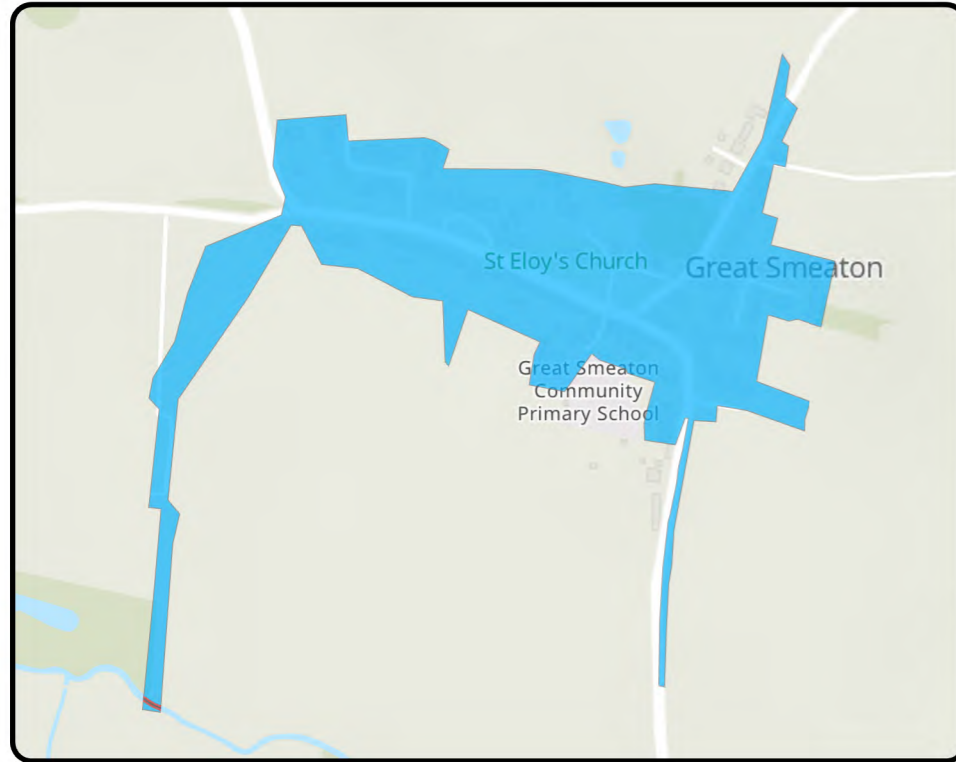 St Eloy's Church
Great Smeaton
Great Smeaton
Community
Primary School